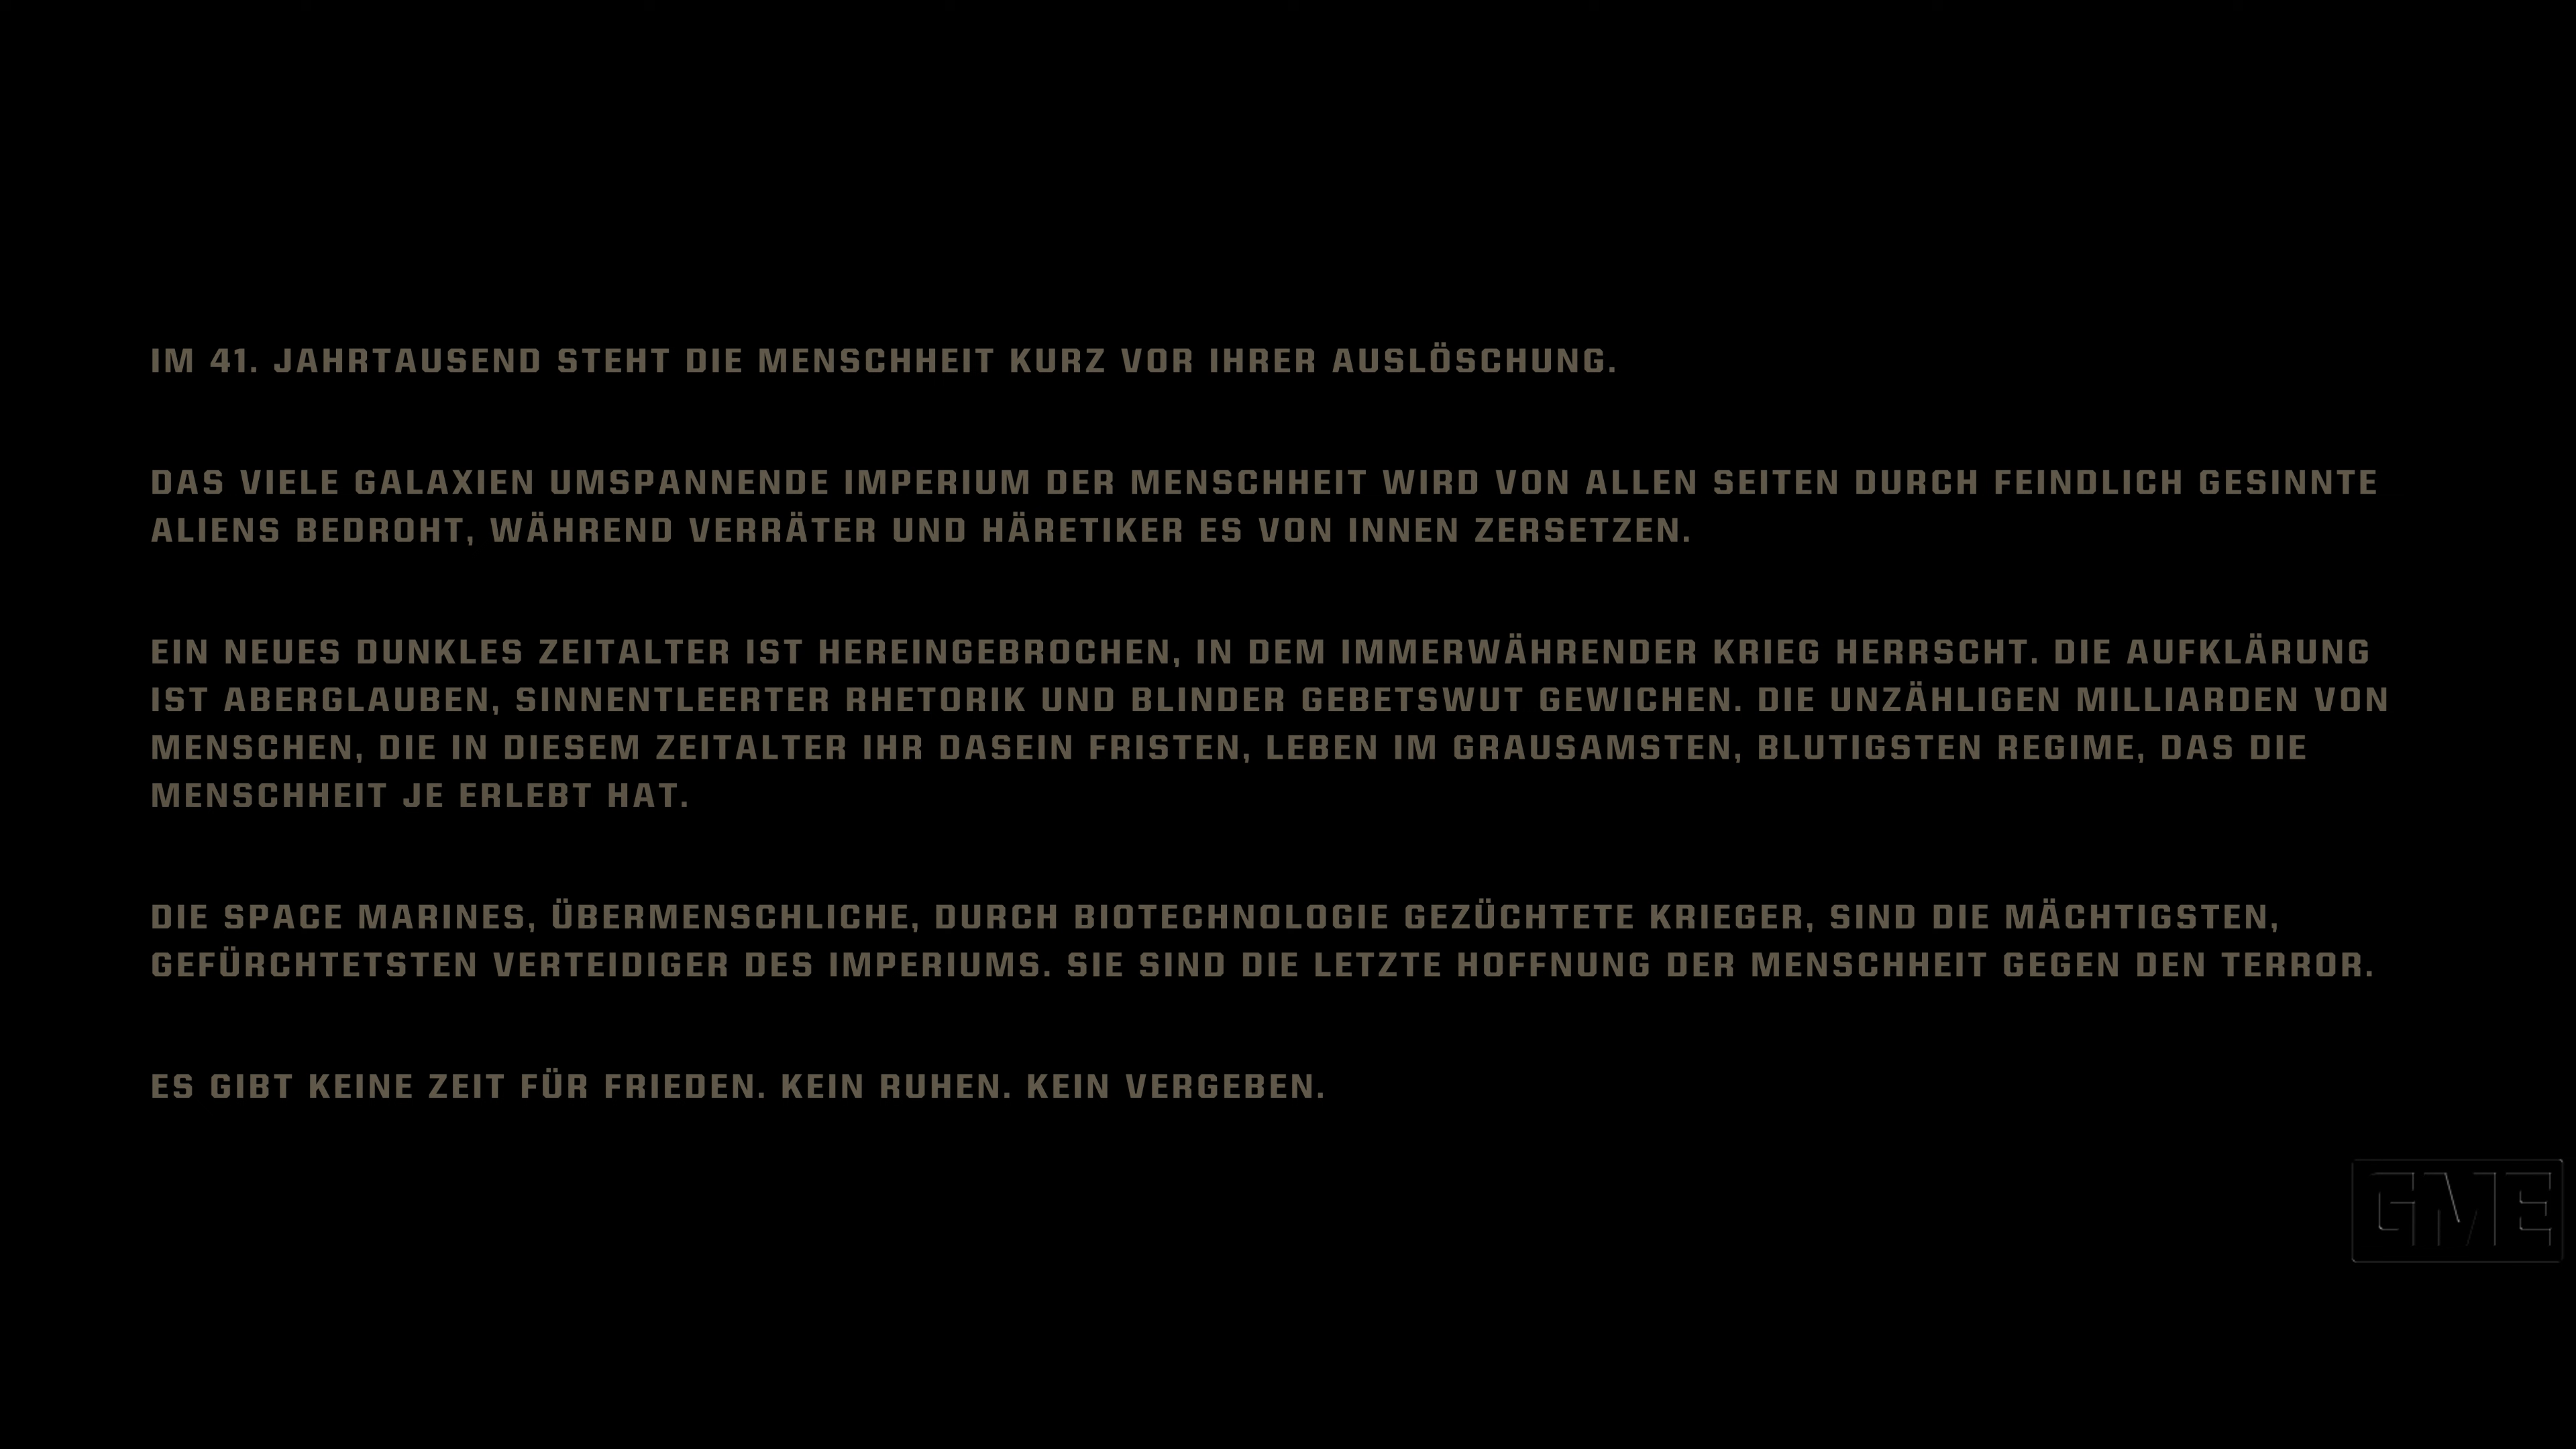 IM 41. JAHRTAUSEND STEHT DIE MENSCHHEIT KURZ VOR IHRER AUSLÖSCHUNG.
DAS VIELE GALAXIEN UMSPANNENDE IMPERIUM DER MENSCHHEIT WIRD VON ALLEN SEITEN DURCH FEINDLICH GESINNTE
ALIENS BEDROHT, WÄHREND VERRÄTER UND HÄRETIKER ES VON INNEN ZERSETZEN.
EIN NEUES DUNKLES ZEITALTER IST HEREINGEBROCHEN, IN DEM IMMERWÄHRENDER KRIEG HERRSCHT. DIE AUFKLÄRUNG
IST ABERGLAUBEN, SINNENTLEERTER RHETORIK UND BLINDER GEBETSWUT GEWICHEN. DIE UNZÄHLIGEN MILLIARDEN VON
MENSCHEN, DIE IN DIESEM ZEITALTER IHR DASEIN FRISTEN, LEBEN IM GRAUSAMSTEN, BLUTIGSTEN REGIME, DAS DIE
MENSCHHEIT JE ERLEBT HAT.
DIE SPACE MARINES, ÜBERMENSCHLICHE, DURCH BIOTECHNOLOGIE GEZÜCHTETE KRIEGER, SIND DIE MÄCHTIGSTEN,
GEFÜRCHTETSTEN VERTEIDIGER DES IMPERIUMS. SIE SIND DIE LETZTE HOFFNUNG DER MENSCHHEIT GEGEN DEN TERROR.
ES GIBT KEINE ZEIT FÜR FRIEDEN. KEIN RUHEN. KEIN VERGEBEN.
GME